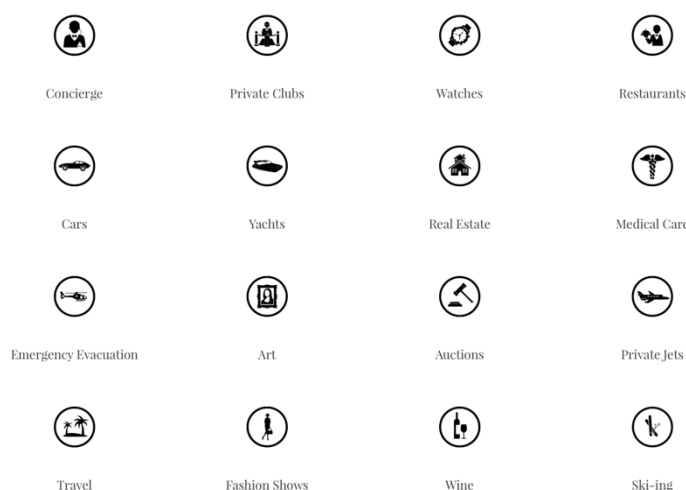 Concierge
Private Clubs
Watches
Restaurants
Cars
Yachts
Real Estate
Medical Care
Emergency Evacuation
Art
Auctions
Private Jets
Travel
Fashion Shows
Wine
Ski-ing